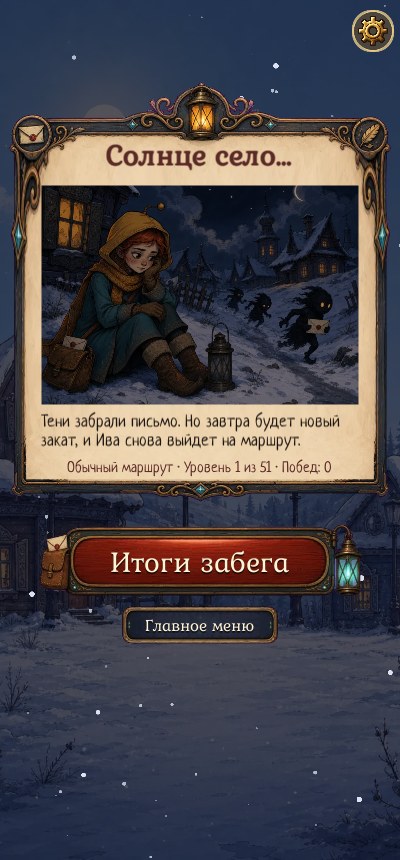 Солнце село...
Тени забрали письмо. Но завтра будет новый
закат, и Ива снова выйдет на маршрут.
Обычный маршрут · Уровень 1 из 51 · Побед: 0
Итоги забега
Главное меню